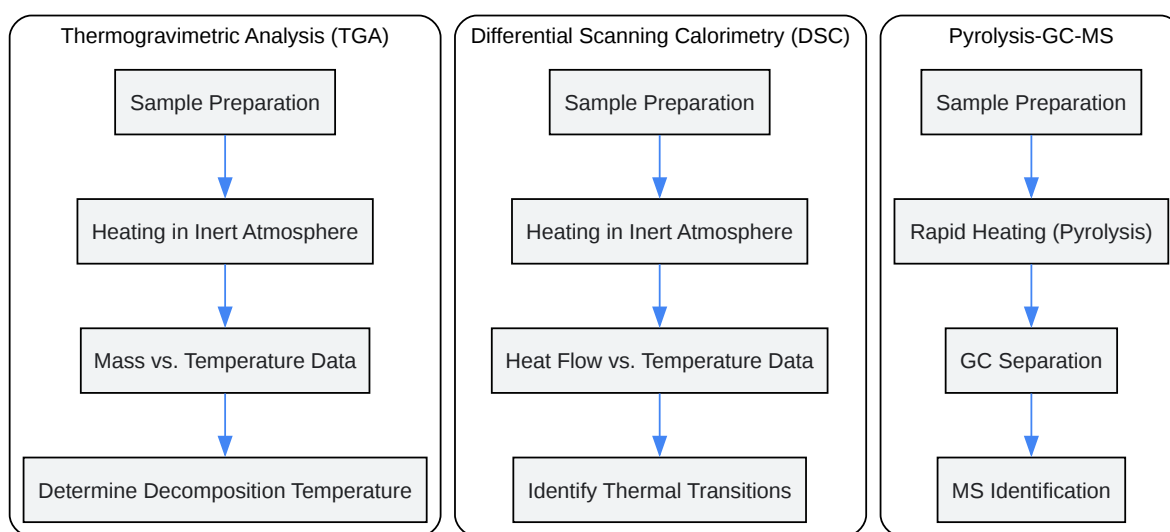 Thermogravimetric Analysis (TGA)
Sample Preparation
Heating in Inert Atmosphere
Mass vs. Temperature Data
Determine Decomposition Temperature
Differential Scanning Calorimetry (DSC)
Sample Preparation
Heating in Inert Atmosphere
Heat Flow vs. Temperature Data
Identify Thermal Transitions
Pyrolysis-GC-MS
Sample Preparation
Rapid Heating (Pyrolysis)
GC Separation
MS Identification